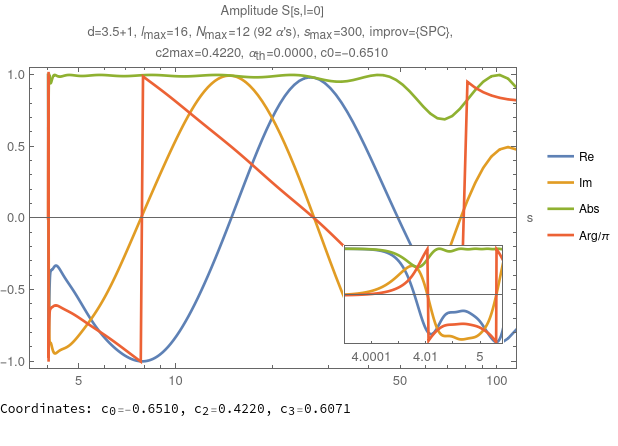 Amplitude S[s,l=0]
d=3.5+1, lmax=16, Nmax=12 (92 α's), smax=300, improv={SPC},
c2max=0.4220, αth=0.0000, c0=-0.6510
1.0
0.5
0.0
-0.5
-1.0
5
10
50
100
s
4.0001
4.01
5
Re
Im
Abs
Arg/π
Coordinates: c0=-0.6510, c2=0.4220, c3=0.6071